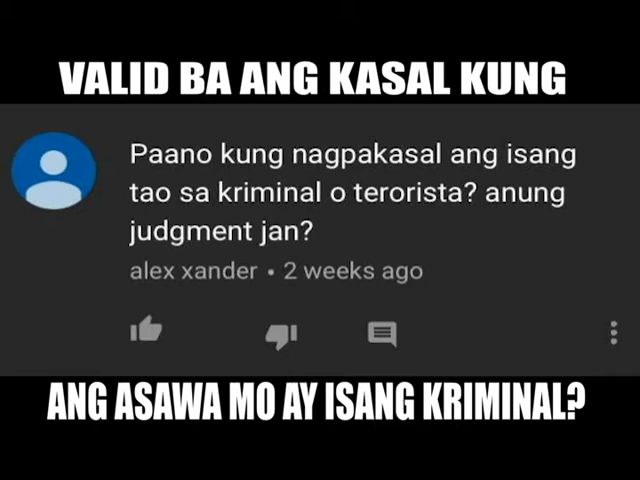 VALID BA ANG KASAL KUNG
Paano kung nagpakasal ang isang
tao sa kriminal o terorista? anung
judgment jan?
alex xander • 2 weeks ago
ANG ASAWA MO AY ISANG KRIMINAL?